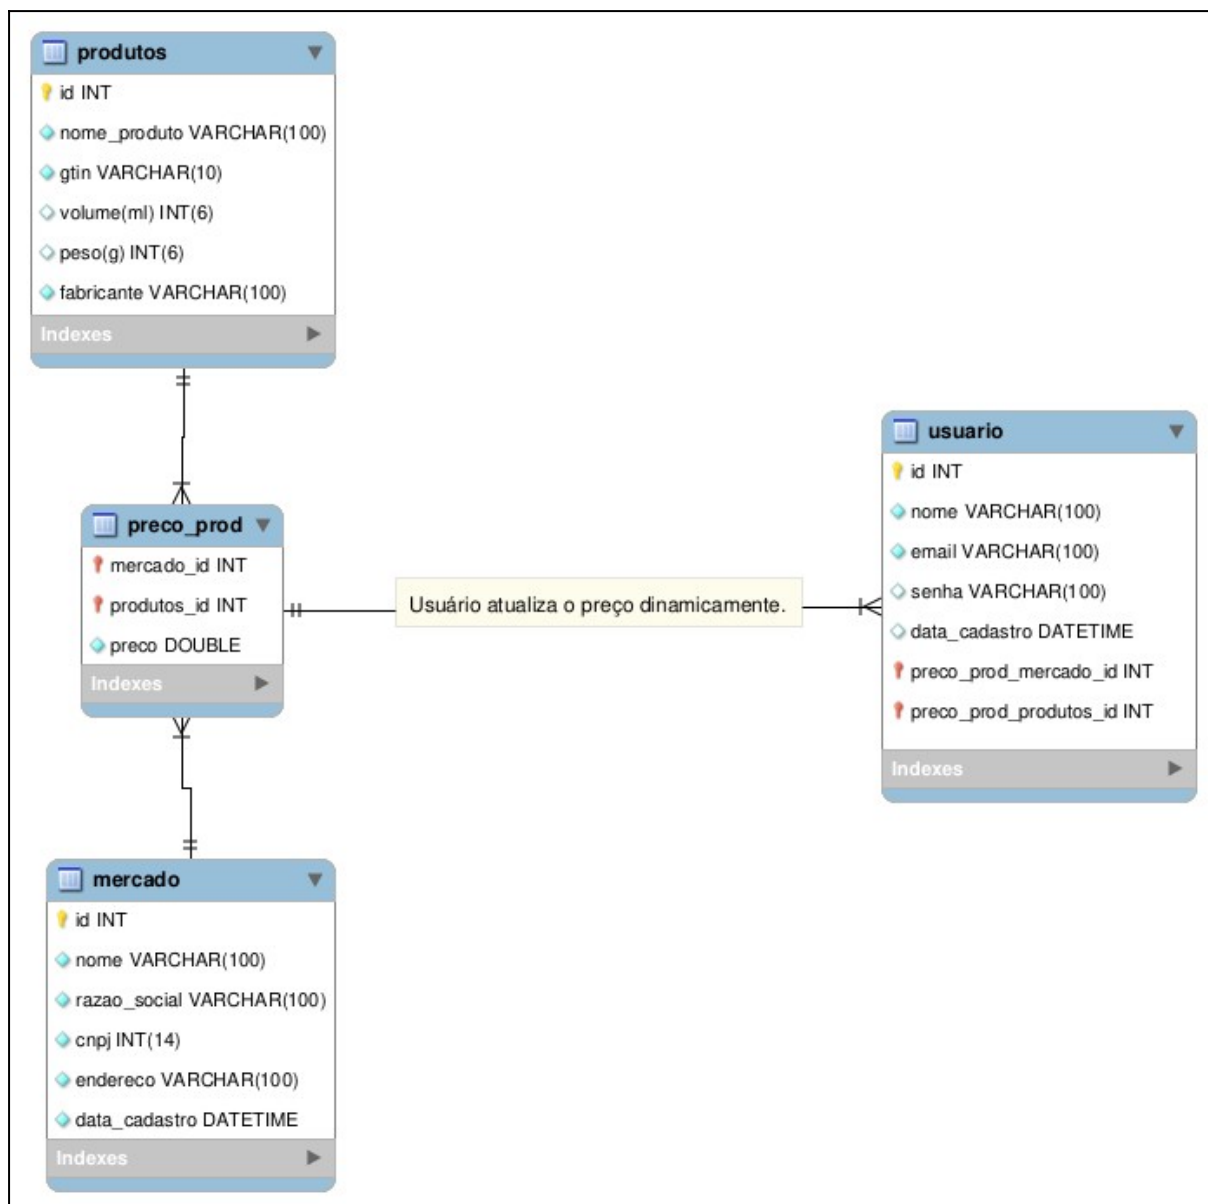 produtos
id INT
nome_produto VARCHAR(100)
gtin VARCHAR(10)
volume(ml) INT(6)
peso(g) INT(6)
fabricante VARCHAR(100)
Indexes
preco_prod
mercado_id INT
produtos_id INT
preco DOUBLE
Indexes
Usuário atualiza o preço dinamicamente.
usuario
id INT
nome VARCHAR(100)
email VARCHAR(100)
senha VARCHAR(100)
data_cadastro DATETIME
preco_prod_mercado_id INT
preco_prod_produtos_id INT
Indexes
mercado
id INT
nome VARCHAR(100)
razao_social VARCHAR(100)
cnpj INT(14)
endereco VARCHAR(100)
data_cadastro DATETIME
Indexes